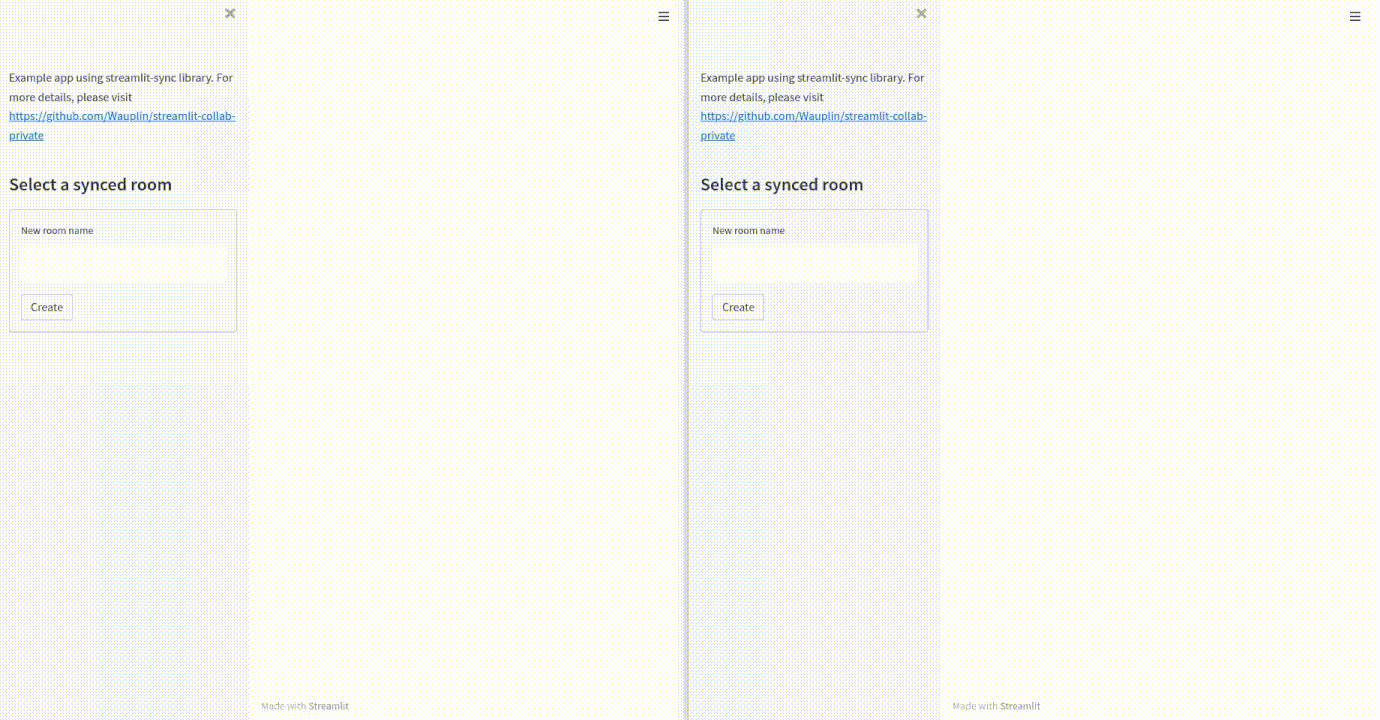 Example app using streamlit-sync library. For
more details, please visit
https://github.com/Wauplin/streamlit-collab-
private
Select a synced room
New room name
Create
Made with Streamlit
Example app using streamlit-sync library. For
more details, please visit
https://github.com/Wauplin/streamlit-collab-
private
Select a synced room
New room name
Create
Made with Streamlit